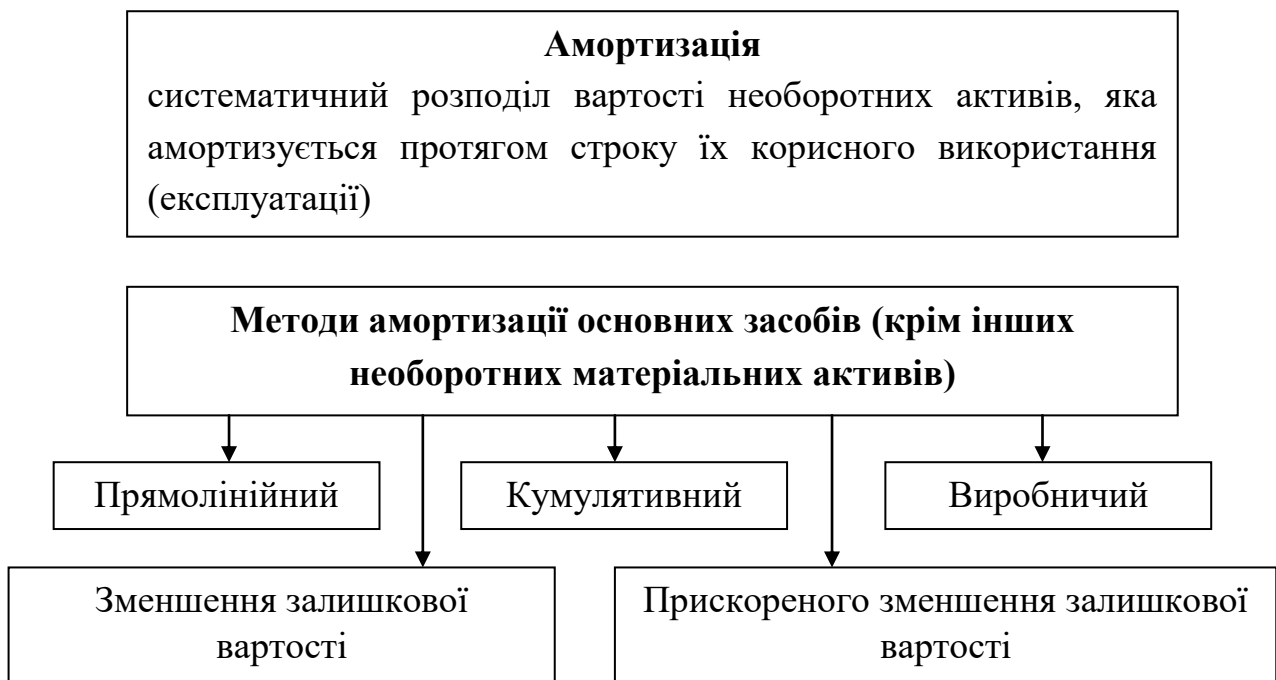 Амортизація
систематичний розподіл вартості необоротних активів, яка
амортизується протягом строку їх корисного використання
(експлуатації)
Методи амортизації основних засобів (крім інших
необоротних матеріальних активів)
Прямолінійний
Кумулятивний
Виробничий
Зменшення залишкової
вартості
Прискореного зменшення залишкової
вартості